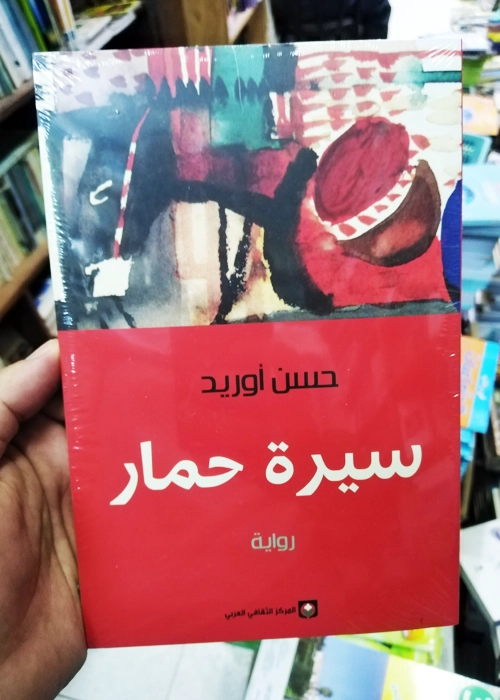 حسن أوريد
سيرة حمار
رواية
المركز الثقافي العربي